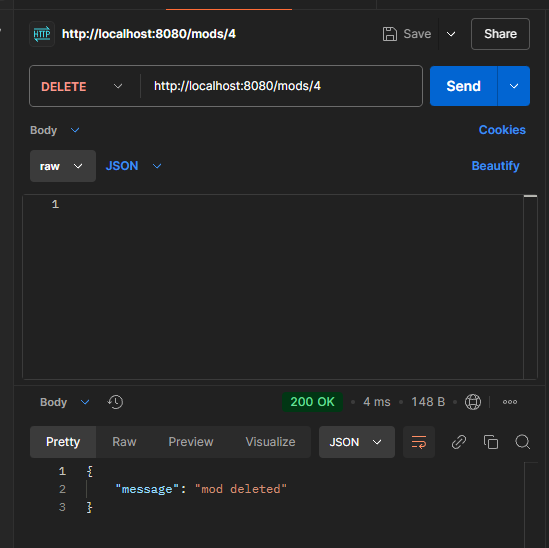 HTTP http://localhost:8080/mods/4 Save Share
DELETE http://localhost:8080/mods/4 Send
Body Cookies
raw JSON Beautify
1
Body 200 OK • 4 ms • 148 B •
Pretty Raw Preview Visualize JSON
1 {
2 "message": "mod deleted"
3 }